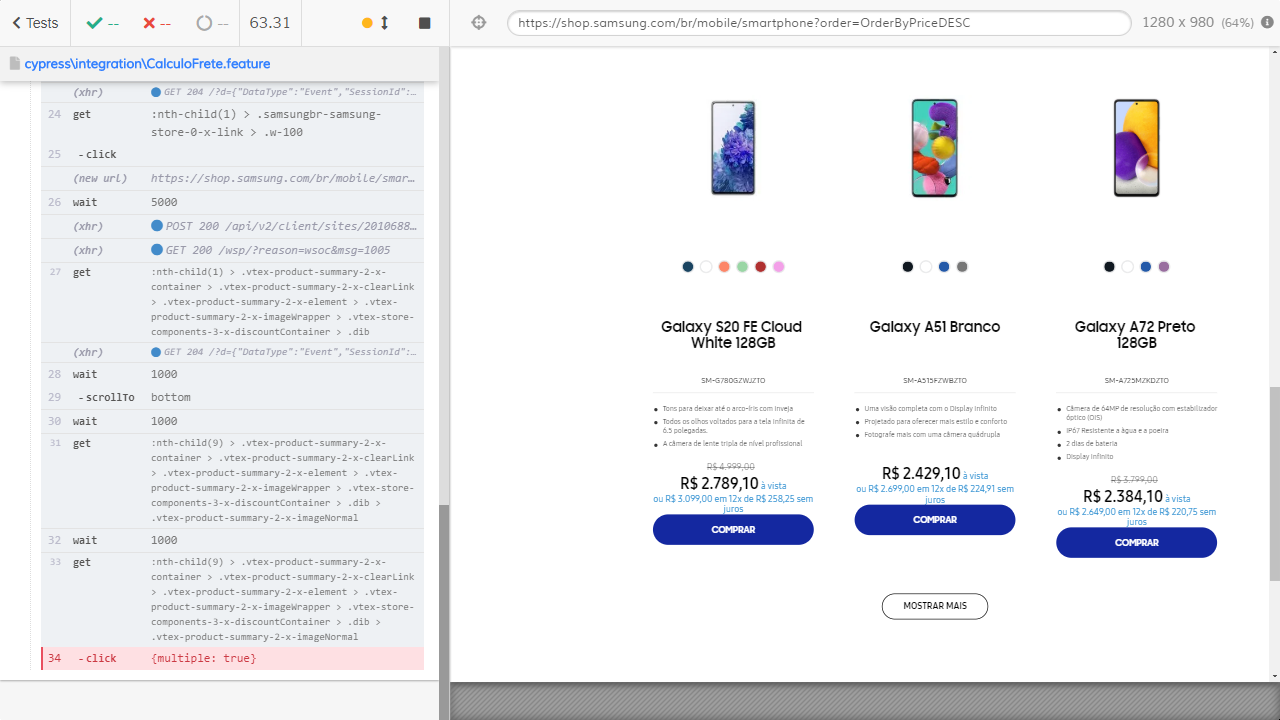 Tests
--
--
--
63.31
https://shop.samsung.com/br/mobile/smartphone?order=OrderByPriceDESC
1280 x 980 (64%)
cypress\integration\CalculoFrete.feature
(xhr) GET 204 /?d={"DataType":"Event","SessionId":…
24 get :nth-child(1) > .samsungbr-samsung-
store-0-x-link > .w-100
25 -click
(new url) https://shop.samsung.com/br/mobile/smar…
26 wait 5000
(xhr) POST 200 /api/v2/client/sites/2010688…
(xhr) GET 200 /wsp/?reason=wsoc&msg=1005
27 get :nth-child(1) > .vtex-product-summary-2-x-
container > .vtex-product-summary-2-x-clearLink
> .vtex-product-summary-2-x-element > .vtex-
product-summary-2-x-imageWrapper > .vtex-store-
components-3-x-discountContainer > .dib
(xhr) GET 204 /?d={"DataType":"Event","SessionId":…
28 wait 1000
29 -scrollTo bottom
30 wait 1000
31 get :nth-child(9) > .vtex-product-summary-2-x-
container > .vtex-product-summary-2-x-clearLink
> .vtex-product-summary-2-x-element > .vtex-
product-summary-2-x-imageWrapper > .vtex-store-
components-3-x-discountContainer > .dib >
.vtex-product-summary-2-x-imageNormal
32 wait 1000
33 get :nth-child(9) > .vtex-product-summary-2-x-
container > .vtex-product-summary-2-x-clearLink
> .vtex-product-summary-2-x-element > .vtex-
product-summary-2-x-imageWrapper > .vtex-store-
components-3-x-discountContainer > .dib >
.vtex-product-summary-2-x-imageNormal
34 -click {multiple: true}
Galaxy S20 FE Cloud
White 128GB
SM-G780GZWJZTO
Tons para deixar até o arco-íris com inveja
Todos os olhos voltados para a tela infinita de
6.5 polegadas.
A câmera de lente tripla de nível profissional
R$ 4.999,00
R$ 2.789,10 à vista
ou R$ 3.099,00 em 12x de R$ 258,25 sem
juros
COMPRAR
Galaxy A51 Branco
SM-A515FZWBZTO
Uma visão completa com o Display infinito
Projetado para oferecer mais estilo e conforto
Fotografe mais com uma câmera quádrupla
R$ 2.429,10 à vista
ou R$ 2.699,00 em 12x de R$ 224,91 sem
juros
COMPRAR
Galaxy A72 Preto
128GB
SM-A725MZKDZTO
Câmera de 64MP de resolução com estabilizador
óptico (OIS)
IP67 Resistente a água e a poeira
2 dias de bateria
Display Infinito
R$ 3.799,00
R$ 2.384,10 à vista
ou R$ 2.649,00 em 12x de R$ 220,75 sem
juros
COMPRAR
MOSTRAR MAIS